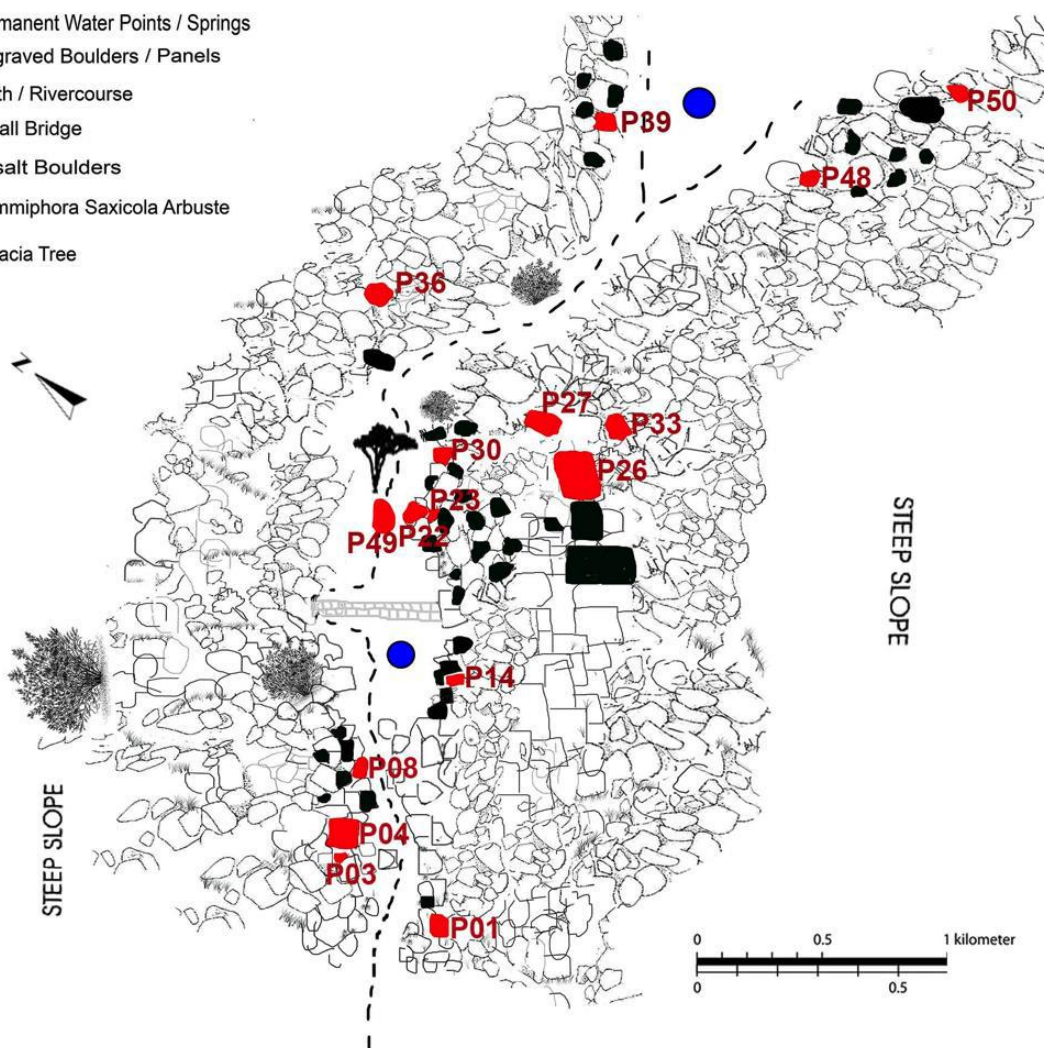 manent Water Points / Springs
graved Boulders / Panels
th / Rivercourse
all Bridge
salt Boulders
mmiphora Saxicola Arbuste
acia Tree
P39
P50
P48
P36
N
P27
P33
P30
P26
P23
P22
P49
STEEP SLOPE
P14
P08
STEEP SLOPE
P04
P03
P01
0 0.5 1 kilometer
0 0.5